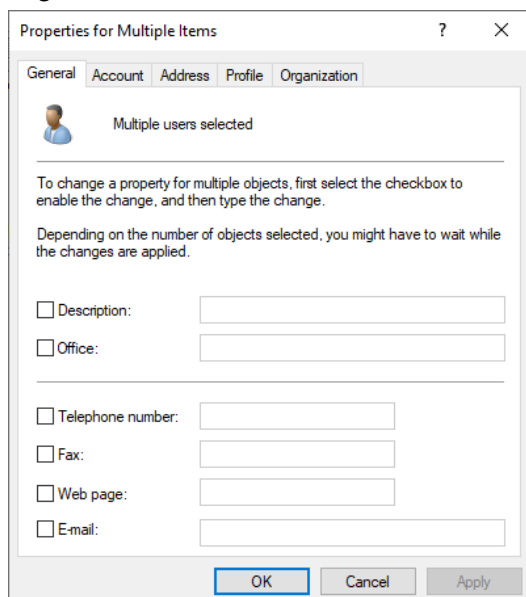 Properties for Multiple Items ? X
General Account Address Profile Organization
Multiple users selected
To change a property for multiple objects, first select the checkbox to
enable the change, and then type the change.
Depending on the number of objects selected, you might have to wait while
the changes are applied.
Description:
Office:
Telephone number:
Fax:
Web page:
E-mail:
OK Cancel Apply